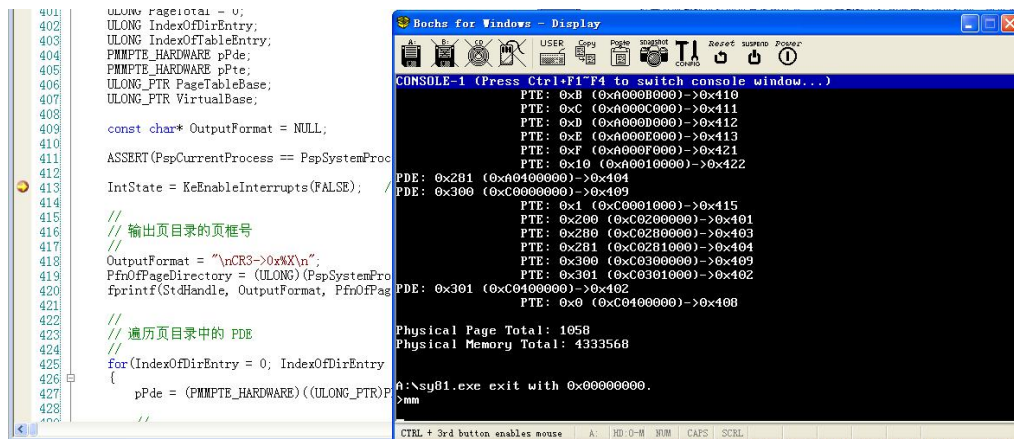 401 ULONG PageTotal = 0;
402 ULONG IndexOfDirEntry;
403 ULONG IndexOfTableEntry;
404 PMMPTE_HARDWARE pPde;
405 PMMPTE_HARDWARE pPte;
406 ULONG_PTR PageTableBase;
407 ULONG_PTR VirtualBase;
408
409 const char* OutputFormat = NULL;
410
411 ASSERT(PspCurrentProcess == PspSystemProc
412
413 IntState = KeEnableInterrupts(FALSE); /
414
415 //
416 // 输出页目录的页框号
417 //
418 OutputFormat = "\nCR3->0x%X\n";
419 PfnOfPageDirectory = (ULONG)(PspSystemPro
420 fprintf(StdHandle, OutputFormat, PfnOfPag
421
422 //
423 // 遍历页目录中的 PDE
424 //
425 for(IndexOfDirEntry = 0; IndexOfDirEntry
426 {
427 pPde = (PMMPTE_HARDWARE)((ULONG_PTR)P
428
//
Bochs for Windows - Display
A: B: CD USER Copy Paste snapshot CONFIG Reset suspend Power
CONSOLE-1 (Press Ctrl+F1~F4 to switch console window...)
PTE: 0xB (0xA000B000)->0x410
PTE: 0xC (0xA000C000)->0x411
PTE: 0xD (0xA000D000)->0x412
PTE: 0xE (0xA000E000)->0x413
PTE: 0xF (0xA000F000)->0x421
PTE: 0x10 (0xA0010000)->0x422
PDE: 0x281 (0xA0400000)->0x404
PDE: 0x300 (0xC0000000)->0x409
PTE: 0x1 (0xC0001000)->0x415
PTE: 0x200 (0xC0200000)->0x401
PTE: 0x280 (0xC0280000)->0x403
PTE: 0x281 (0xC0281000)->0x404
PTE: 0x300 (0xC0300000)->0x409
PTE: 0x301 (0xC0301000)->0x402
PDE: 0x301 (0xC0400000)->0x402
PTE: 0x0 (0xC0400000)->0x408
Physical Page Total: 1058
Physical Memory Total: 4333568
A:\sy81.exe exit with 0x00000000.
>mm
CTRL + 3rd button enables mouse A: HD:0-M NUM CAPS SCRL